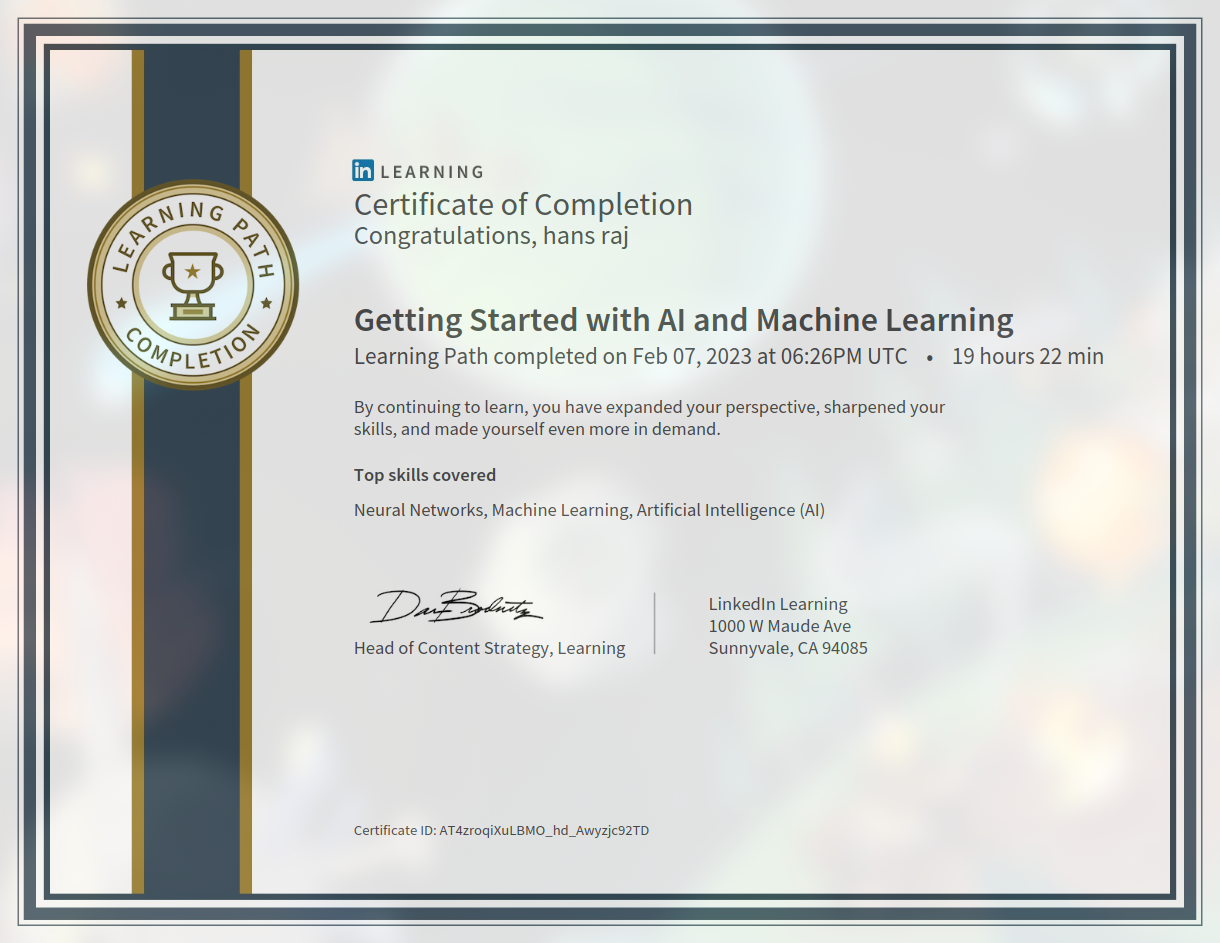 LEARNING PATH
COMPLETION
in LEARNING
Certificate of Completion
Congratulations, hans raj
Getting Started with AI and Machine Learning
Learning Path completed on Feb 07, 2023 at 06:26PM UTC • 19 hours 22 min
By continuing to learn, you have expanded your perspective, sharpened your
skills, and made yourself even more in demand.
Top skills covered
Neural Networks, Machine Learning, Artificial Intelligence (AI)
Head of Content Strategy, Learning
LinkedIn Learning
1000 W Maude Ave
Sunnyvale, CA 94085
Certificate ID: AT4zroqiXuLBMO_hd_Awyzjc92TD